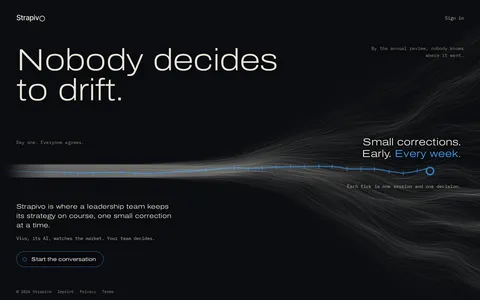 Strapivo
Sign in
Nobody decides
to drift.
By the annual review, nobody knows
where it went.
Day one. Everyone agrees.
Small corrections.
Early. Every week.
Each tick is one session and one decision.
Strapivo is where a leadership team keeps
its strategy on course, one small correction
at a time.
Vivo, its AI, watches the market. Your team decides.
Start the conversation
© 2026 Strapivo Imprint Privacy Terms